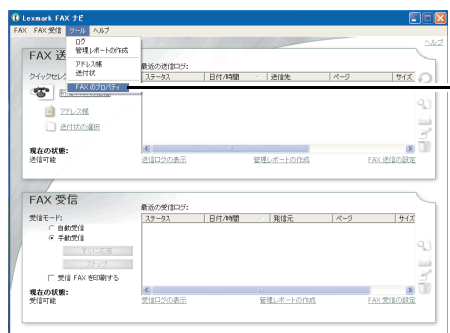 Lexmark FAX ナビ
FAX FAX 受信 ツール ヘルプ
ログ
管理レポートの作成
アドレス帳
送付状
FAX のプロパティ
ヘルプ
FAX 送
最近の送信ログ:
クイックセレク
ステータス 日付/時間 送信先 ページ サイズ
アドレス帳
送付状の選択
現在の状態:
送信可能
送信ログの表示 管理レポートの作成 FAX 送信の設定
FAX 受信
最近の受信ログ:
受信モード:
ステータス 日付/時間 発信元 ページ サイズ
自動受信
手動受信
すぐに応答
ストップ
受信 FAX を印刷する
現在の状態:
受信可能
受信ログの表示 管理レポートの作成 FAX 受信の設定